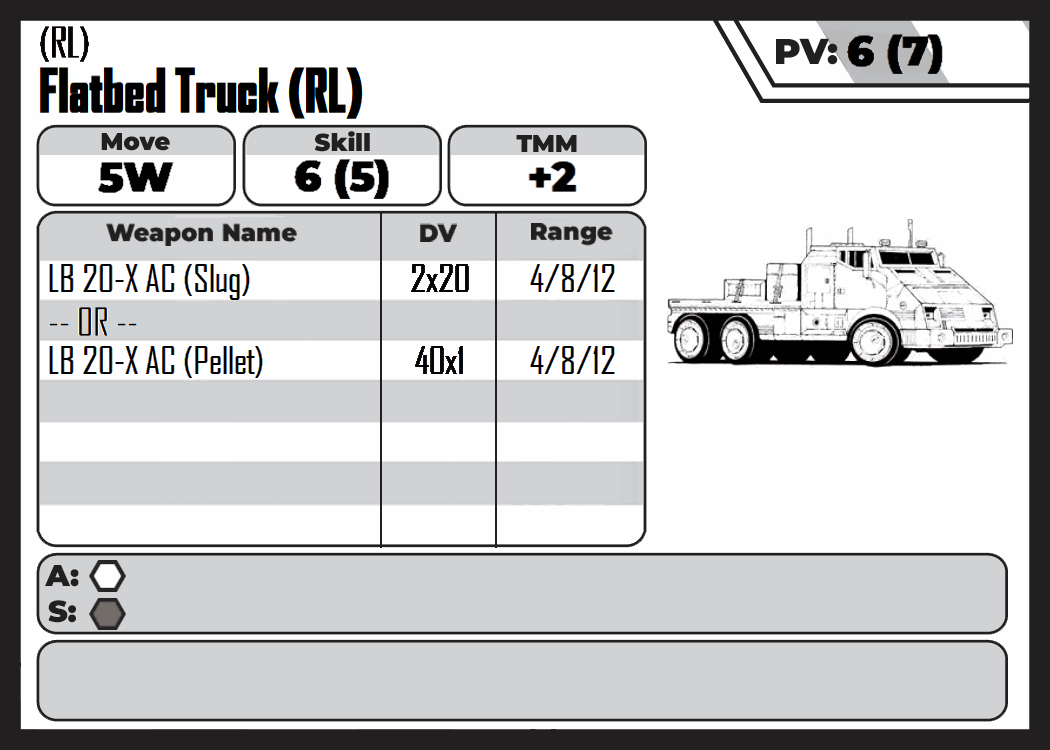 (RL)
Flatbed Truck (RL)
PV: 6 (7)
Move Skill TMM
5W 6 (5) +2
Weapon Name DV Range
LB 20-X AC (Slug) 2x20 4/8/12
-- OR --
LB 20-X AC (Pellet) 40x1 4/8/12
A:
S: